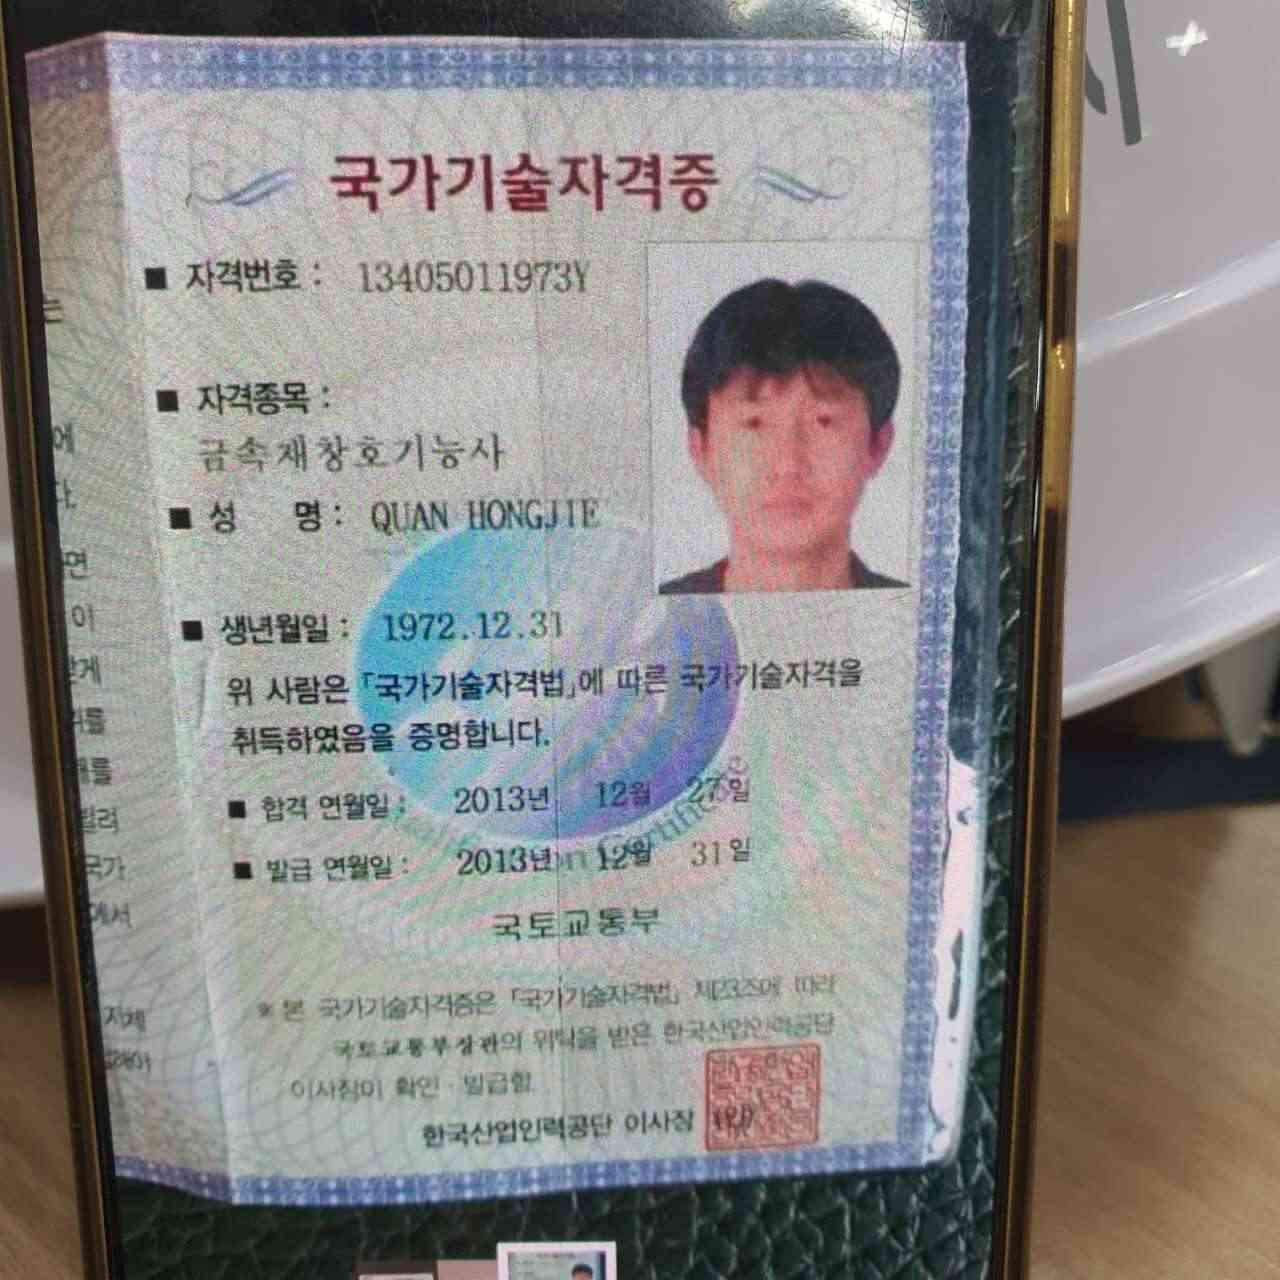 국가기술자격증
■ 자격번호 : 13405011973Y
■ 자격종목 :
금속재창호기능사
■ 성 명 : QUAN HONGJIE
■ 생년월일 : 1972.12.31
위 사람은 「국가기술자격법」에 따른 국가기술자격을
취득하였음을 증명합니다.
■ 합격 연월일 : 2013년 12월 27일
■ 발급 연월일 : 2013년 12월 31일
국토교통부
※ 본 국가기술자격증은 「국가기술자격법」 제23조에 따라
국토교통부장관의 위탁을 받은 한국산업인력공단
이사장이 확인·발급함.
한국산업인력공단 이사장 (인)